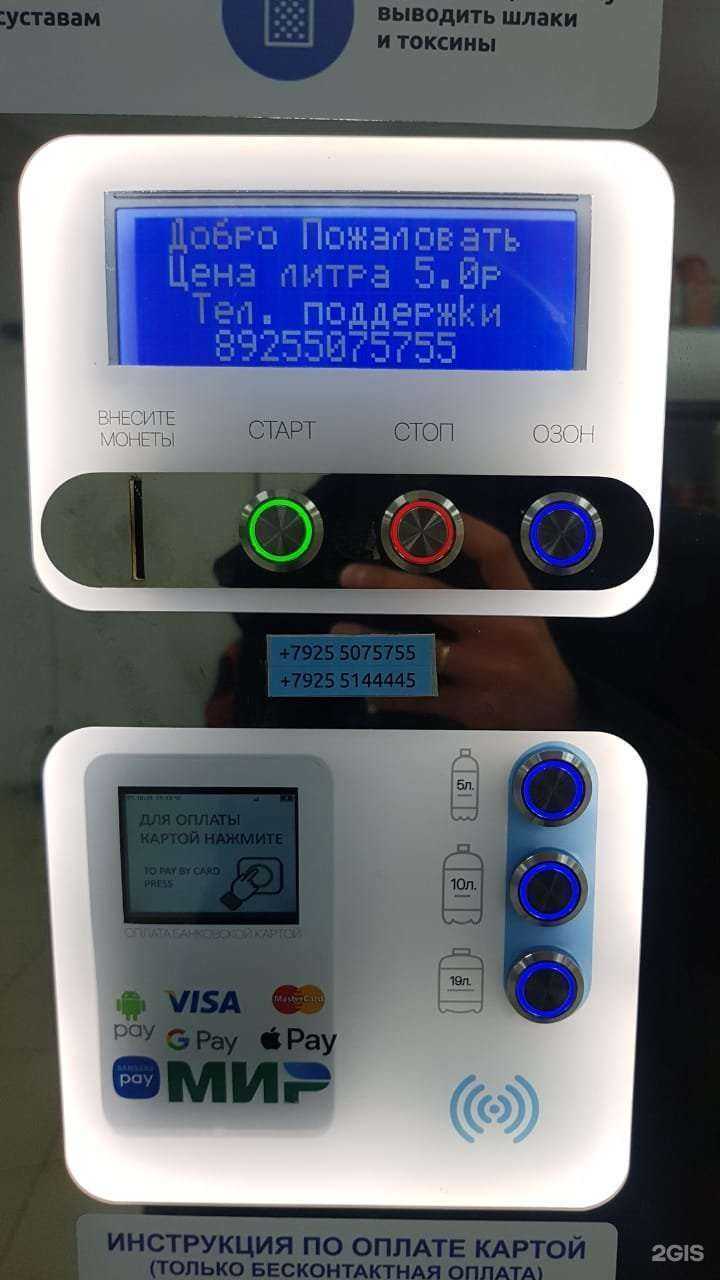 суставам
выводить шлаки
и токсины
Добро Пожаловать
Цена литра 5.0р
Тел. поддержки
89255075755
ВНЕСИТЕ
МОНЕТЫ
СТАРТ
СТОП
ОЗОН
+7925 5075755
+7925 5144445
ДЛЯ ОПЛАТЫ
КАРТОЙ НАЖМИТЕ
TO PAY BY CARD
PRESS
ОПЛАТА БАНКОВСКОЙ КАРТОЙ
5л.
10л.
19л.
pay
VISA
MasterCard
G Pay
Pay
SAMSUNG
pay
МИР
ИНСТРУКЦИЯ ПО ОПЛАТЕ КАРТОЙ
(ТОЛЬКО БЕСКОНТАКТНАЯ ОПЛАТА)
2GIS